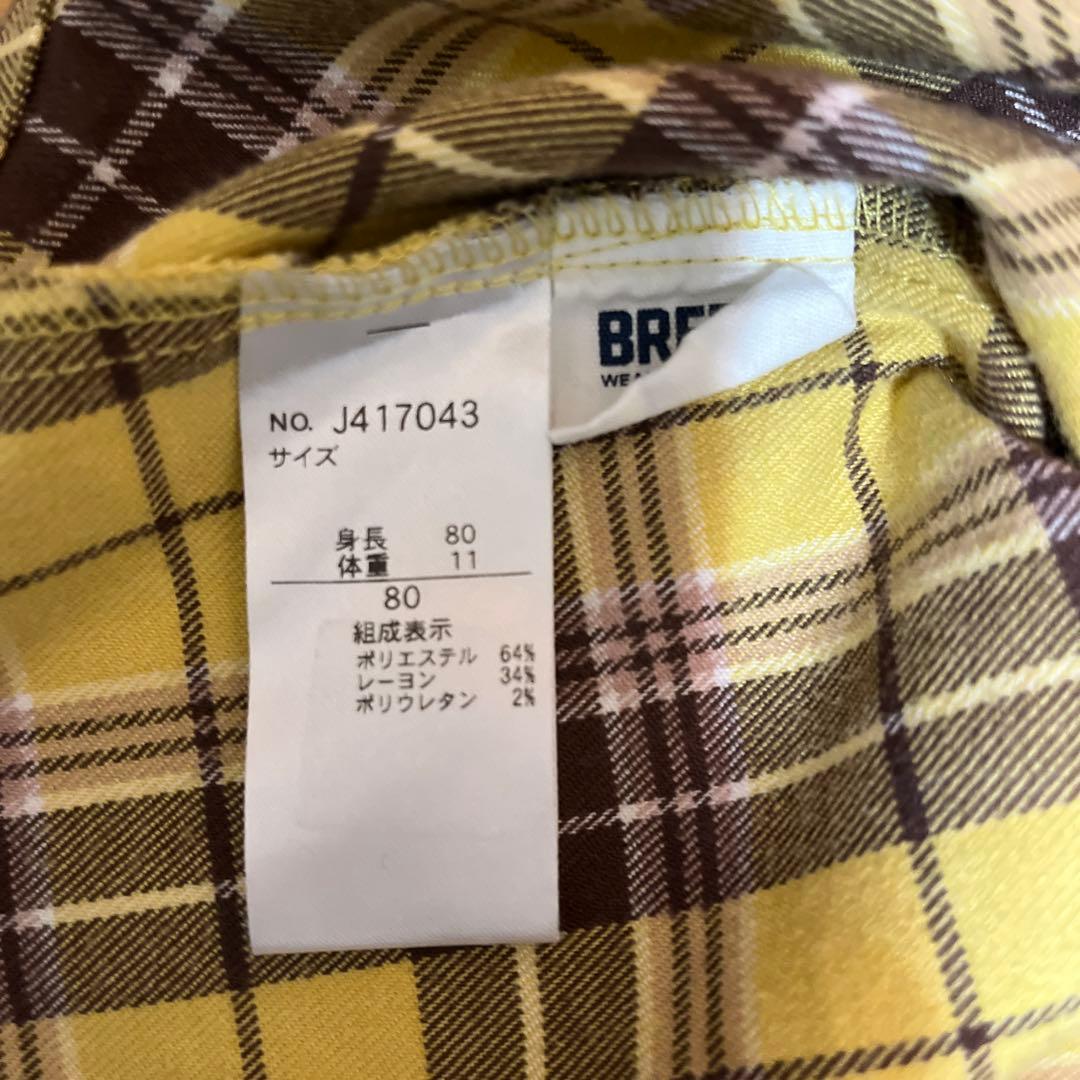 NO. J417043
サイズ
身長 80
体重 11
80
組成表示
ポリエステル 64%
レーヨン 34%
ポリウレタン 2%